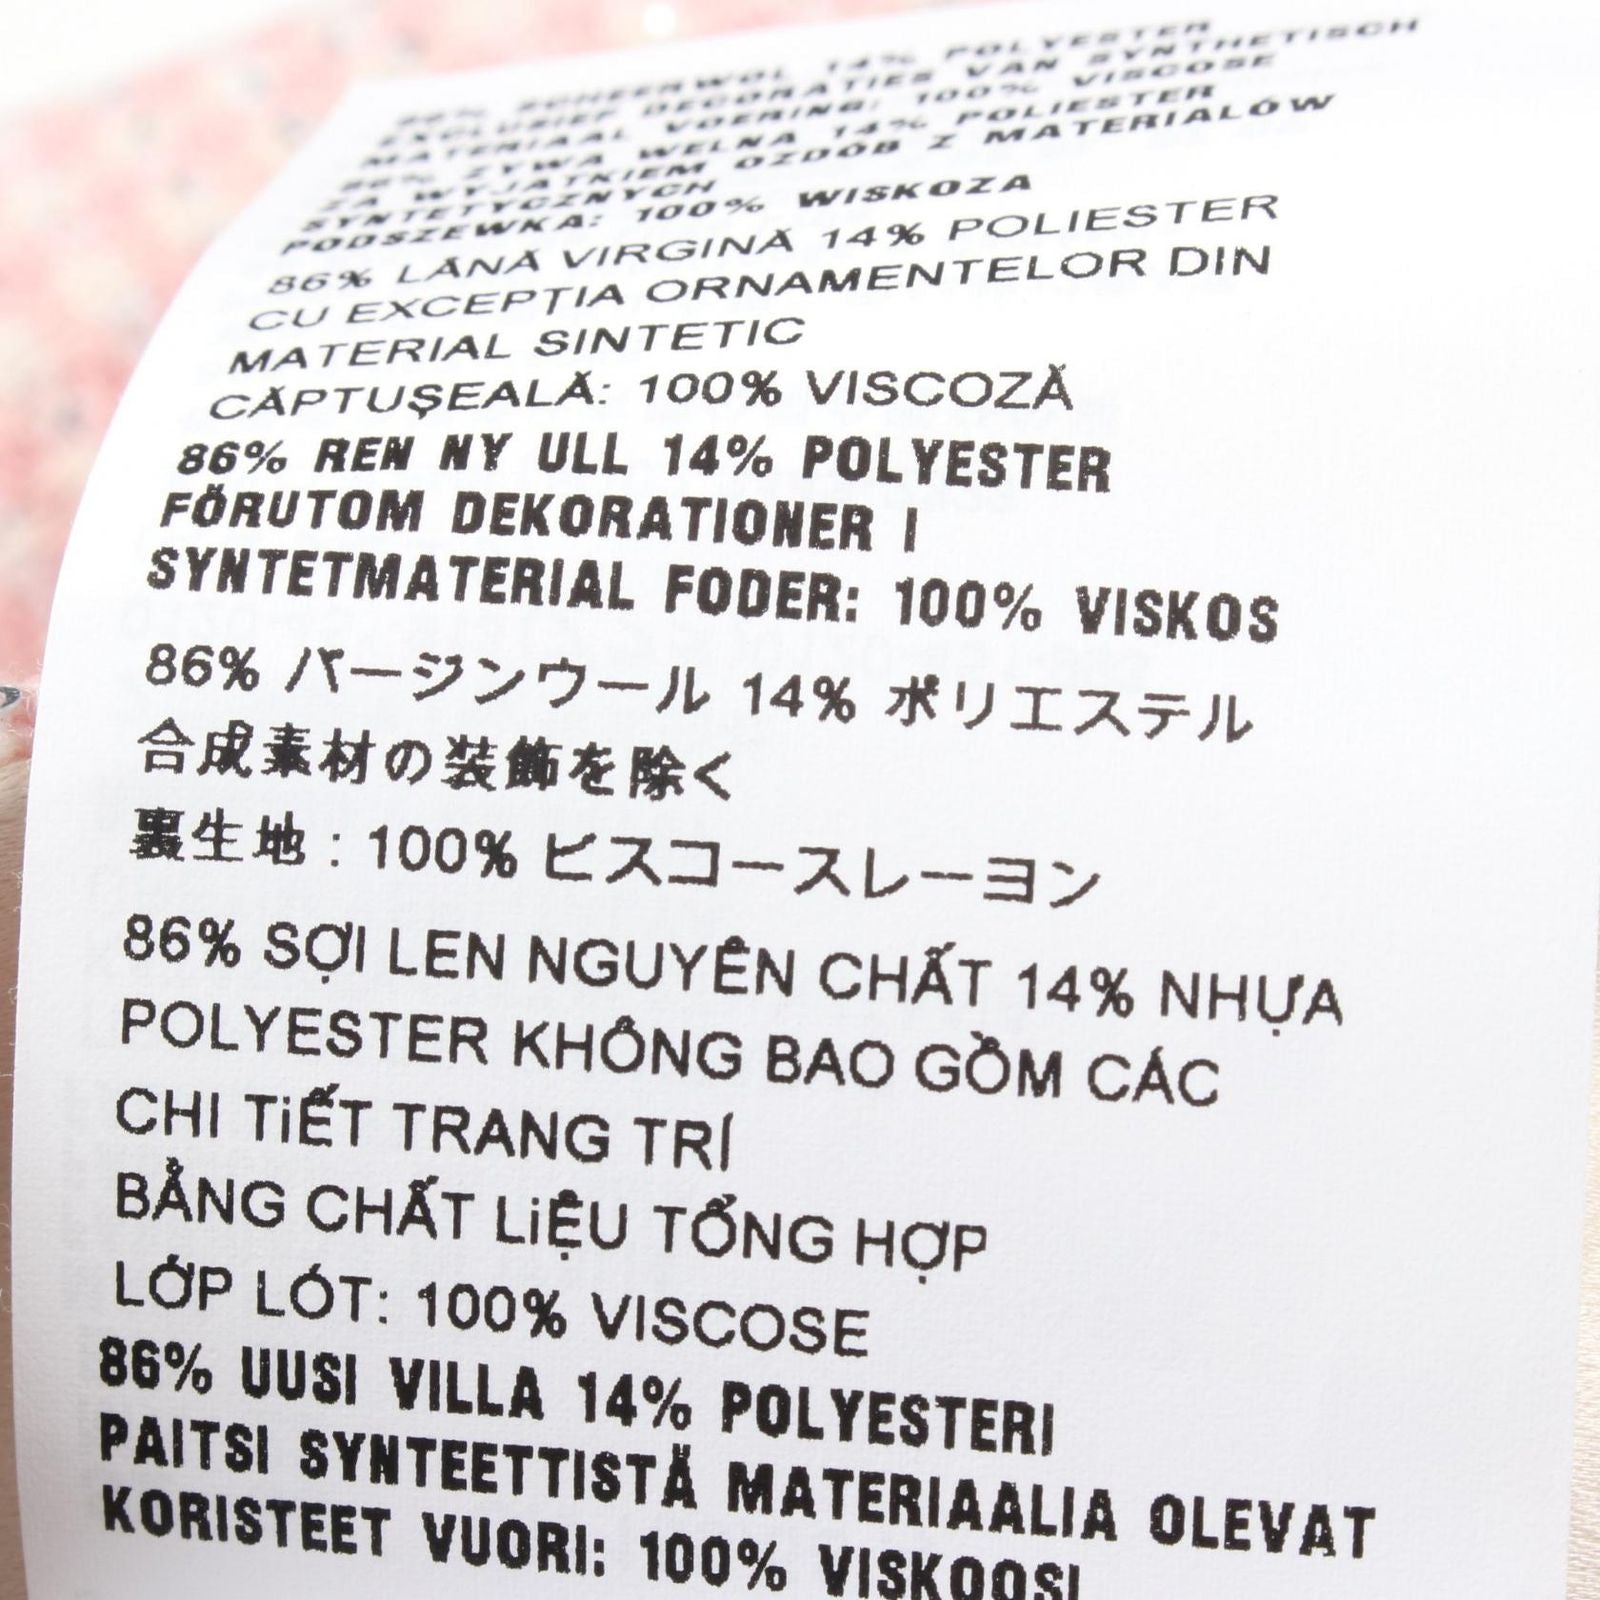 86% SCHEERWOL 14% POLYESTER
EXCLUSIEF DECORATIES VAN SYNTHETISCH
MATERIAAL VOERING: 100% VISCOSE
86% ŻYWA WEŁNA 14% POLIESTER
ZA WYJĄTKIEM OZDÓB Z MATERIAŁÓW
SYNTETYCZNYCH
PODSZEWKA: 100% WISKOZA
86% LÂNĂ VIRGINĂ 14% POLIESTER
CU EXCEPȚIA ORNAMENTELOR DIN
MATERIAL SINTETIC
CĂPTUȘEALĂ: 100% VISCOZĂ
86% REN NY ULL 14% POLYESTER
FÖRUTOM DEKORATIONER I
SYNTETMATERIAL FODER: 100% VISKOS
86% バージンウール 14% ポリエステル
合成素材の装飾を除く
裏生地 : 100% ビスコースレーヨン
86% SỢI LEN NGUYÊN CHẤT 14% NHỰA
POLYESTER KHÔNG BAO GỒM CÁC
CHI TiẾT TRANG TRÍ
BẰNG CHẤT LiỆU TỔNG HỢP
LỚP LÓT: 100% VISCOSE
86% UUSI VILLA 14% POLYESTERI
PAITSI SYNTEETTISTÄ MATERIAALIA OLEVAT
KORISTEET VUORI: 100% VISKOOSI